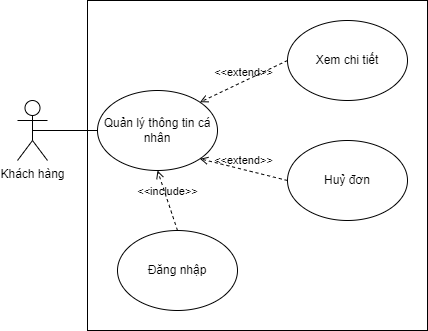 Xem chi tiết
<<extend>>
Quản lý thông tin cá
nhân
Khách hàng
<<extend>>
Huỷ đơn
<<include>>
Đăng nhập